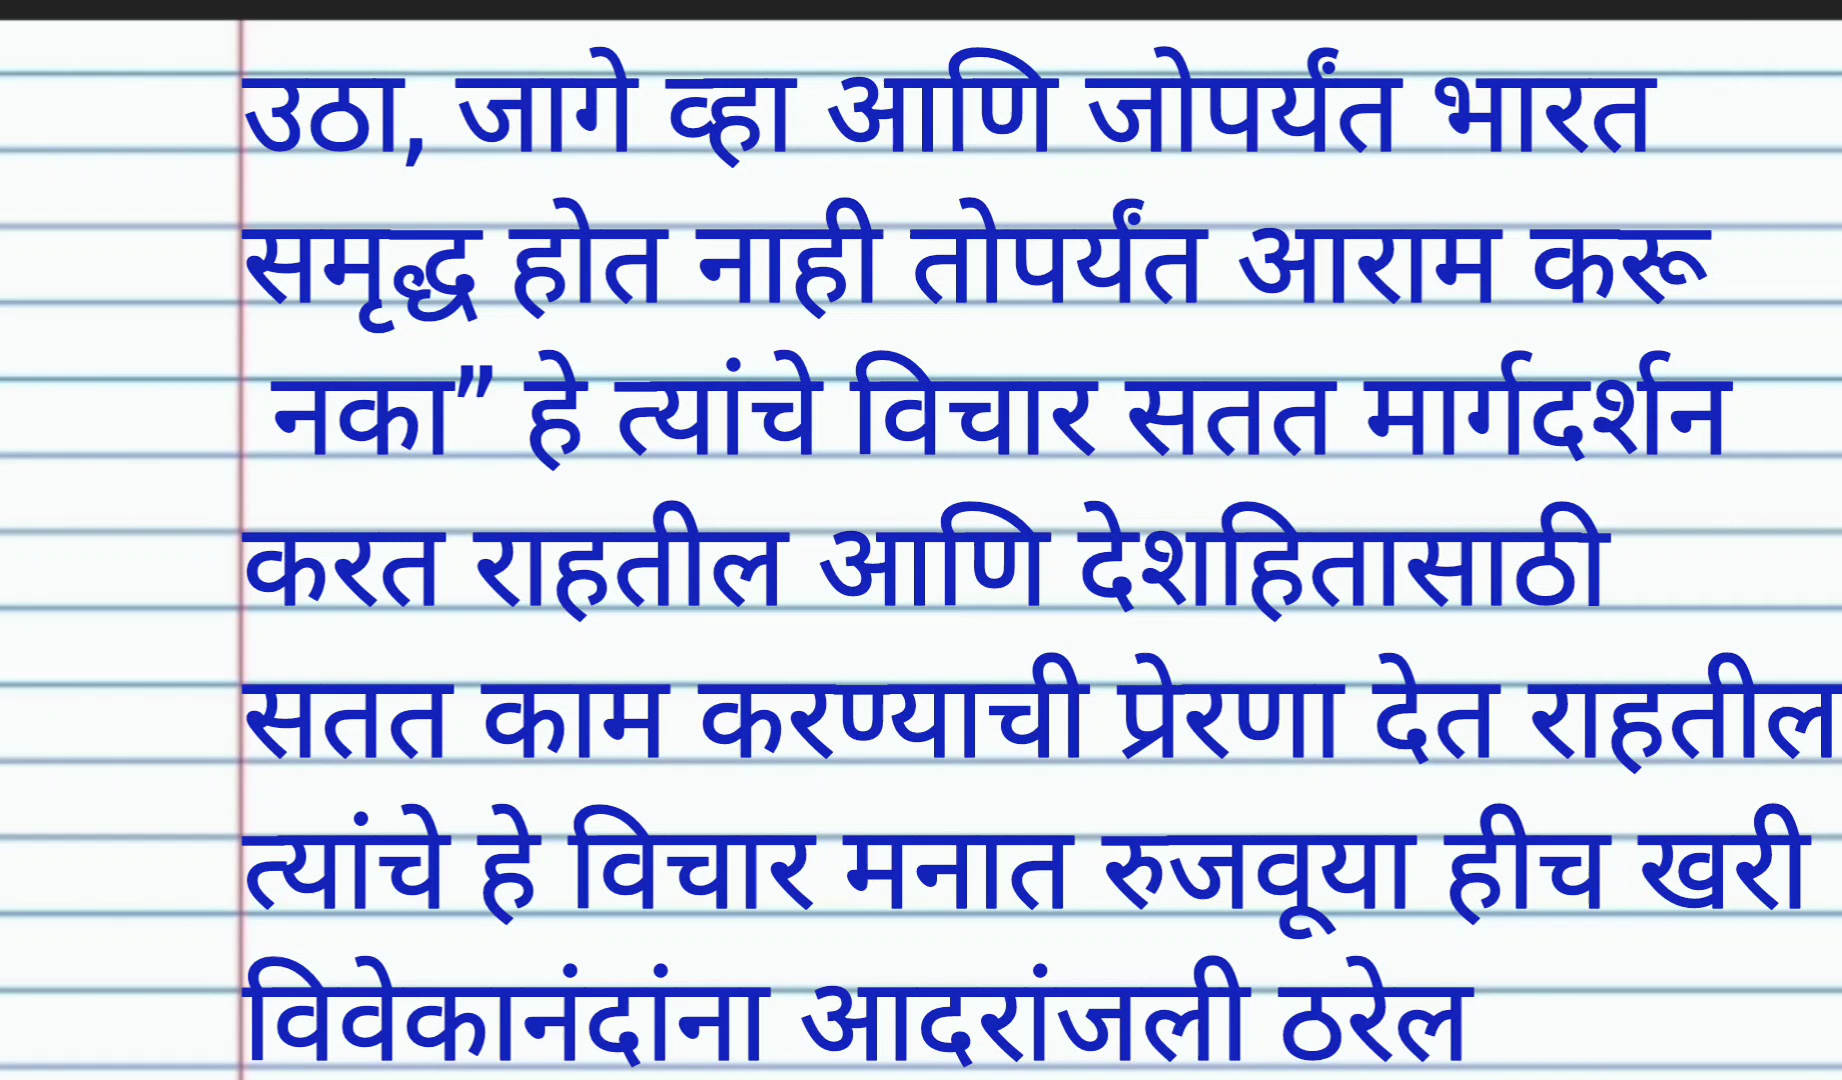 उठा, जागे व्हा आणि जोपर्यंत भारत
समृद्ध होत नाही तोपर्यंत आराम करू
नका” हे त्यांचे विचार सतत मार्गदर्शन
करत राहतील आणि देशहितासाठी
सतत काम करण्याची प्रेरणा देत राहतील
त्यांचे हे विचार मनात रुजवूया हीच खरी
विवेकानंदांना आदरांजली ठरेल